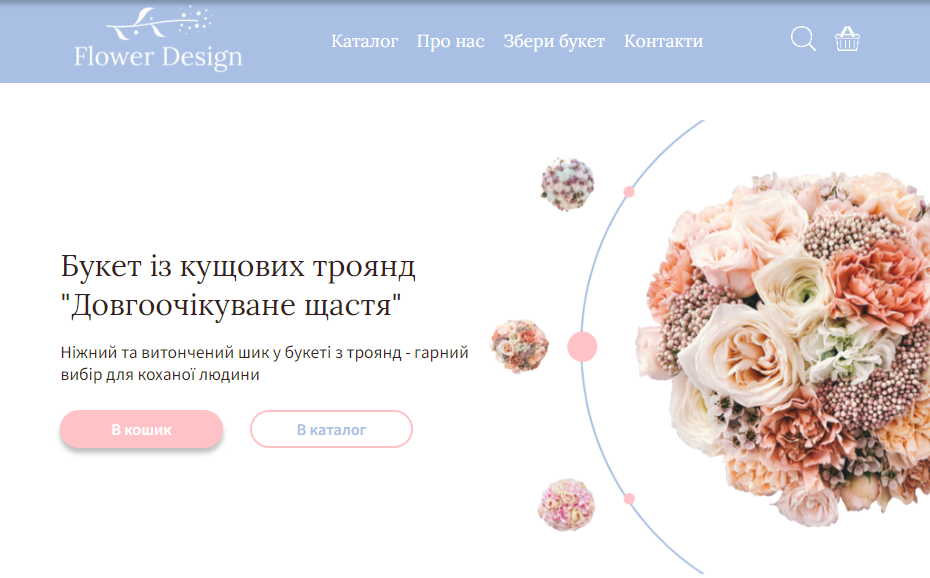 Flower Design
Каталог Про нас Збери букет Контакти
Букет із кущових троянд
"Довгоочікуване щастя"
Ніжний та витончений шик у букеті з троянд - гарний
вибір для коханої людини
В кошик
В каталог